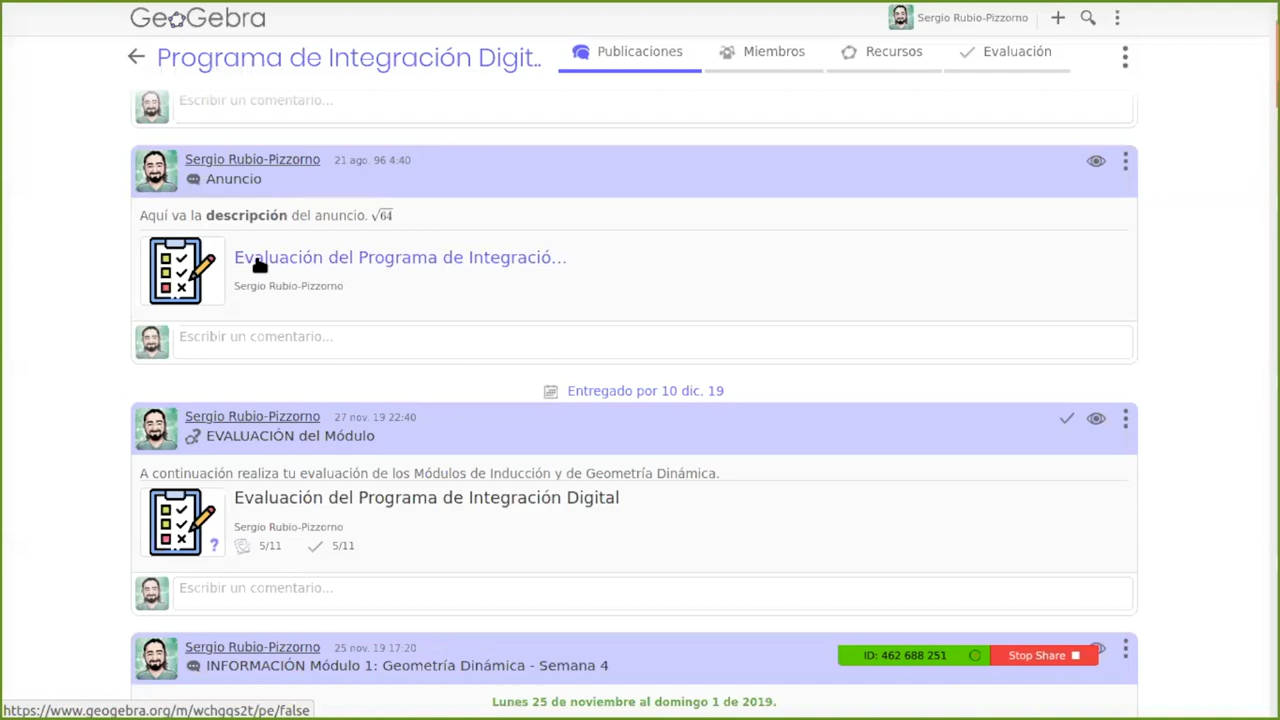 GeoGebra
Sergio Rubio-Pizzorno
Programa de Integración Digit..
Publicaciones
Miembros
Recursos
Evaluación
Escribir un comentario...
Sergio Rubio-Pizzorno 21 ago. 96 4:40
Anuncio
Aquí va la descripción del anuncio. √64
Evaluación del Programa de Integració...
Sergio Rubio-Pizzorno
Escribir un comentario...
Entregado por 10 dic. 19
Sergio Rubio-Pizzorno 27 nov. 19 22:40
EVALUACIÓN del Módulo
A continuación realiza tu evaluación de los Módulos de Inducción y de Geometría Dinámica.
Evaluación del Programa de Integración Digital
Sergio Rubio-Pizzorno
? 5/11 5/11
Escribir un comentario...
Sergio Rubio-Pizzorno 25 nov. 19 17:20
INFORMACIÓN Módulo 1: Geometría Dinámica - Semana 4
ID: 462 688 251 Stop Share
Lunes 25 de noviembre al domingo 1 de 2019.
https://www.geogebra.org/m/wchgqs2t/pe/false